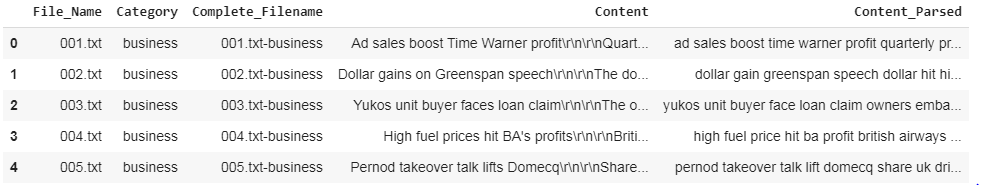 File_Name Category Complete_Filename Content Content_Parsed
0 001.txt business 001.txt-business Ad sales boost Time Warner profit\r\n\r\nQuart... ad sales boost time warner profit quarterly pr...
1 002.txt business 002.txt-business Dollar gains on Greenspan speech\r\n\r\nThe do... dollar gain greenspan speech dollar hit hi...
2 003.txt business 003.txt-business Yukos unit buyer faces loan claim\r\n\r\nThe o... yukos unit buyer face loan claim owners emba...
3 004.txt business 004.txt-business High fuel prices hit BA's profits\r\n\r\nBriti... high fuel price hit ba profit british airways ...
4 005.txt business 005.txt-business Pernod takeover talk lifts Domecq\r\n\r\nShare... pernod takeover talk lift domecq share uk dri...